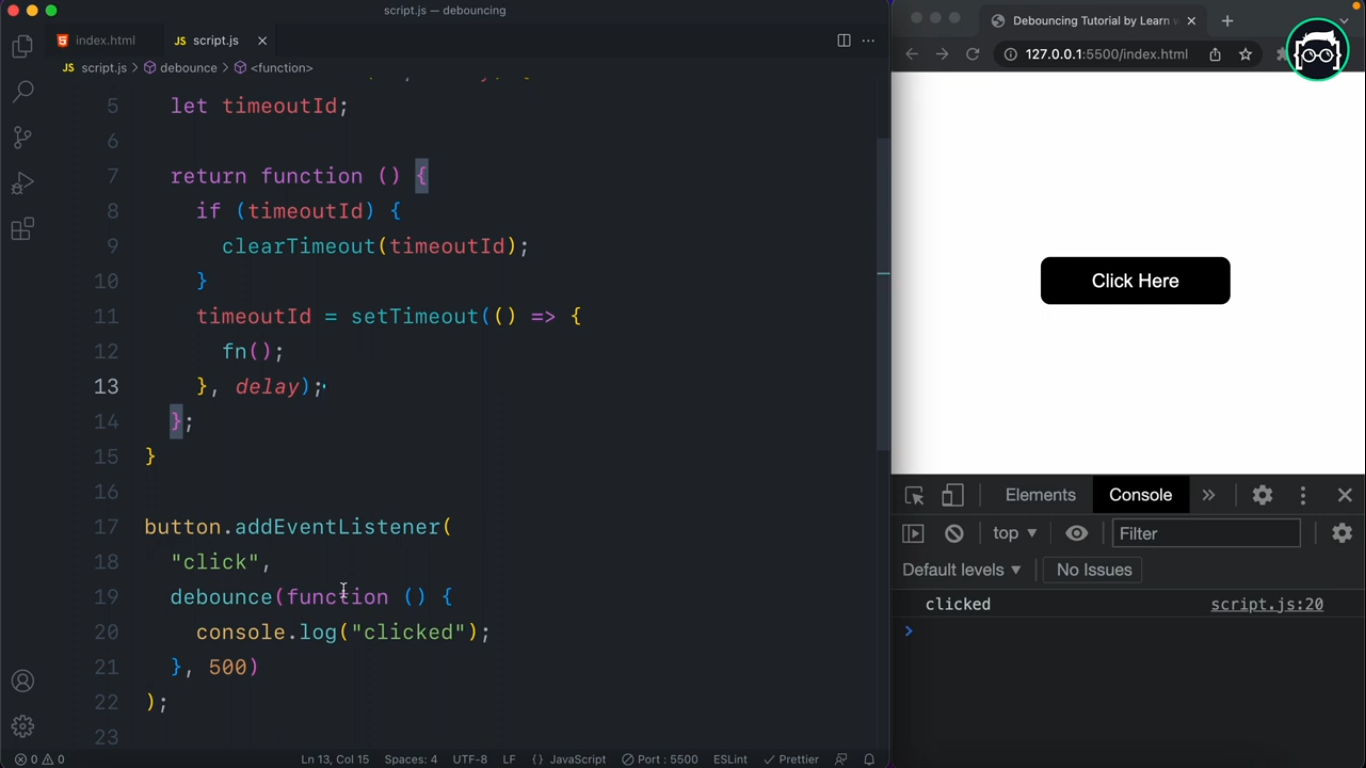 script.js — debouncing
index.html
JS script.js
JS script.js > debounce > <function>
5 let timeoutId;
6
7 return function () {
8 if (timeoutId) {
9 clearTimeout(timeoutId);
10 }
11 timeoutId = setTimeout(() => {
12 fn();
13 }, delay);
14 };
15 }
16
17 button.addEventListener(
18 "click",
19 debounce(function () {
20 console.log("clicked");
21 }, 500)
22 );
23
0 0 Ln 13, Col 15 Spaces: 4 UTF-8 LF {} JavaScript Port : 5500 ESLint Prettier
Debouncing Tutorial by Learn
127.0.0.1:5500/index.html
Click Here
Elements Console
top Filter
Default levels No Issues
clicked script.js:20